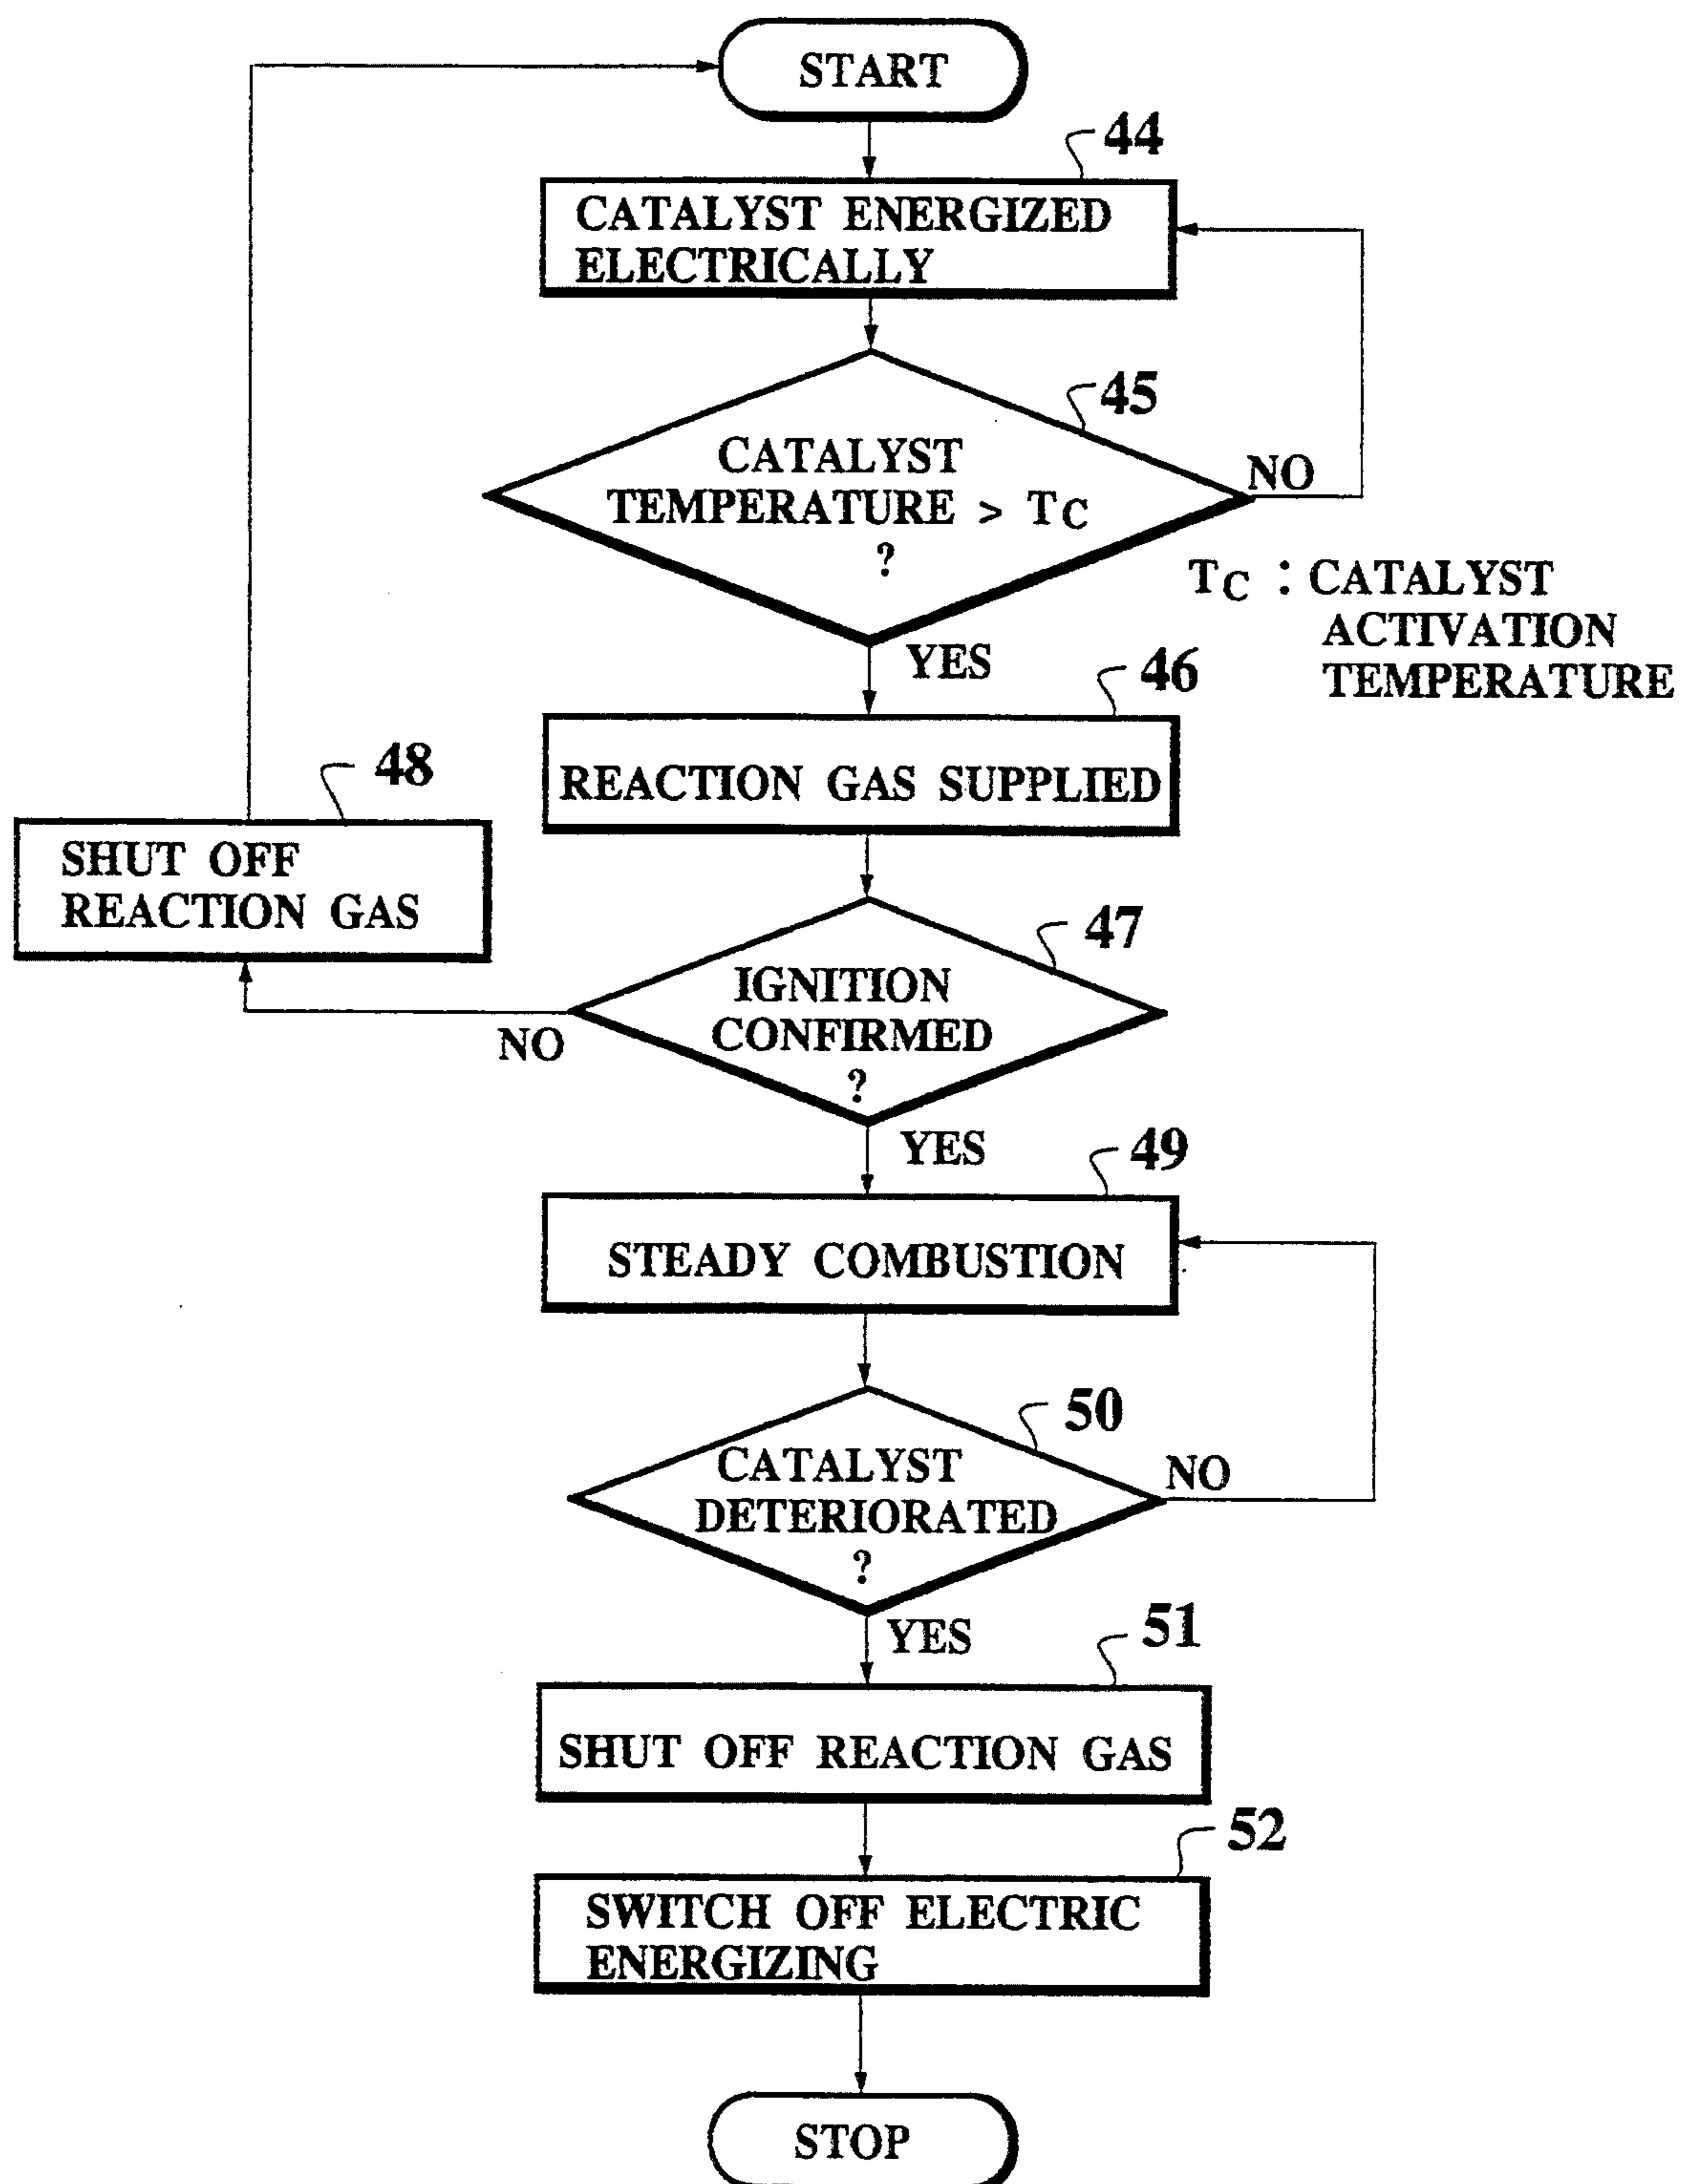 START
44
CATALYST ENERGIZED
ELECTRICALLY
45
CATALYST
TEMPERATURE > TC
?
NO
TC : CATALYST
ACTIVATION
TEMPERATURE
YES
46
REACTION GAS SUPPLIED
48
SHUT OFF
REACTION GAS
47
IGNITION
CONFIRMED
?
NO
YES
49
STEADY COMBUSTION
50
CATALYST
DETERIORATED
?
NO
YES
51
SHUT OFF REACTION GAS
52
SWITCH OFF ELECTRIC
ENERGIZING
STOP